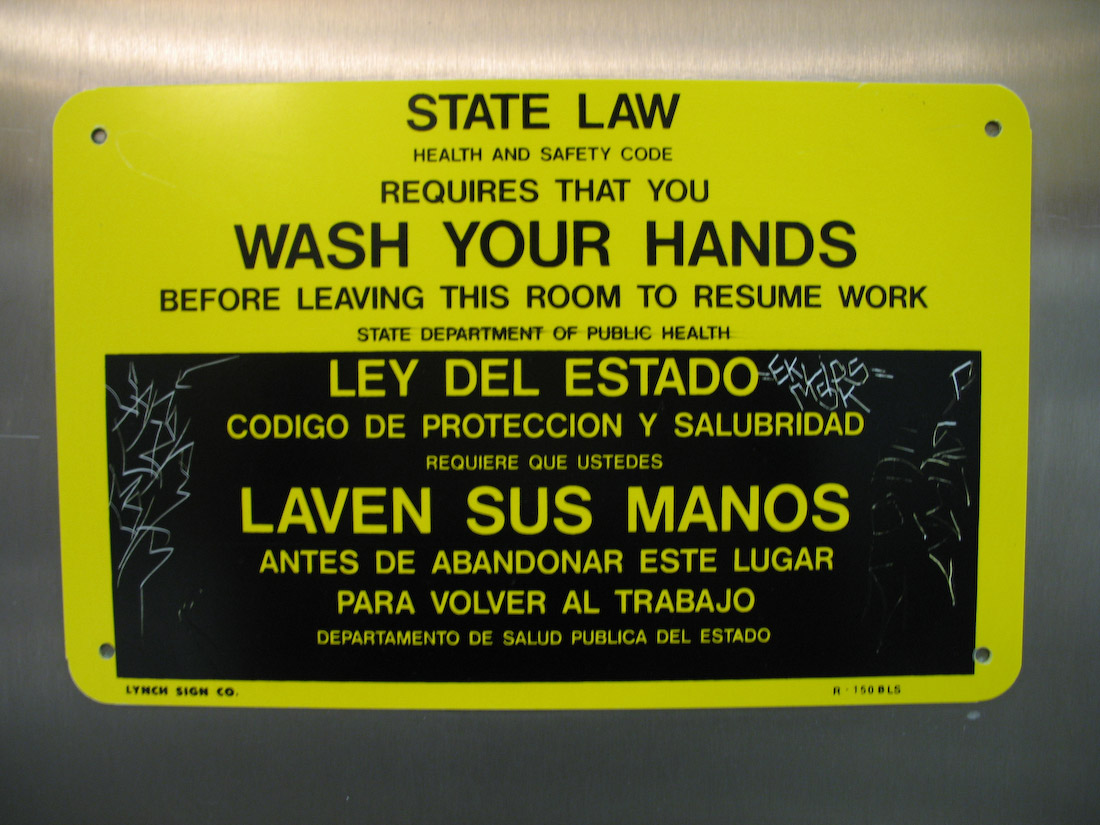 STATE LAW
HEALTH AND SAFETY CODE
REQUIRES THAT YOU
WASH YOUR HANDS
BEFORE LEAVING THIS ROOM TO RESUME WORK
STATE DEPARTMENT OF PUBLIC HEALTH
LEY DEL ESTADO
CODIGO DE PROTECCION Y SALUBRIDAD
REQUIERE QUE USTEDES
LAVEN SUS MANOS
ANTES DE ABANDONAR ESTE LUGAR
PARA VOLVER AL TRABAJO
DEPARTAMENTO DE SALUD PUBLICA DEL ESTADO
LYNCH SIGN CO.
R - 150 BLS